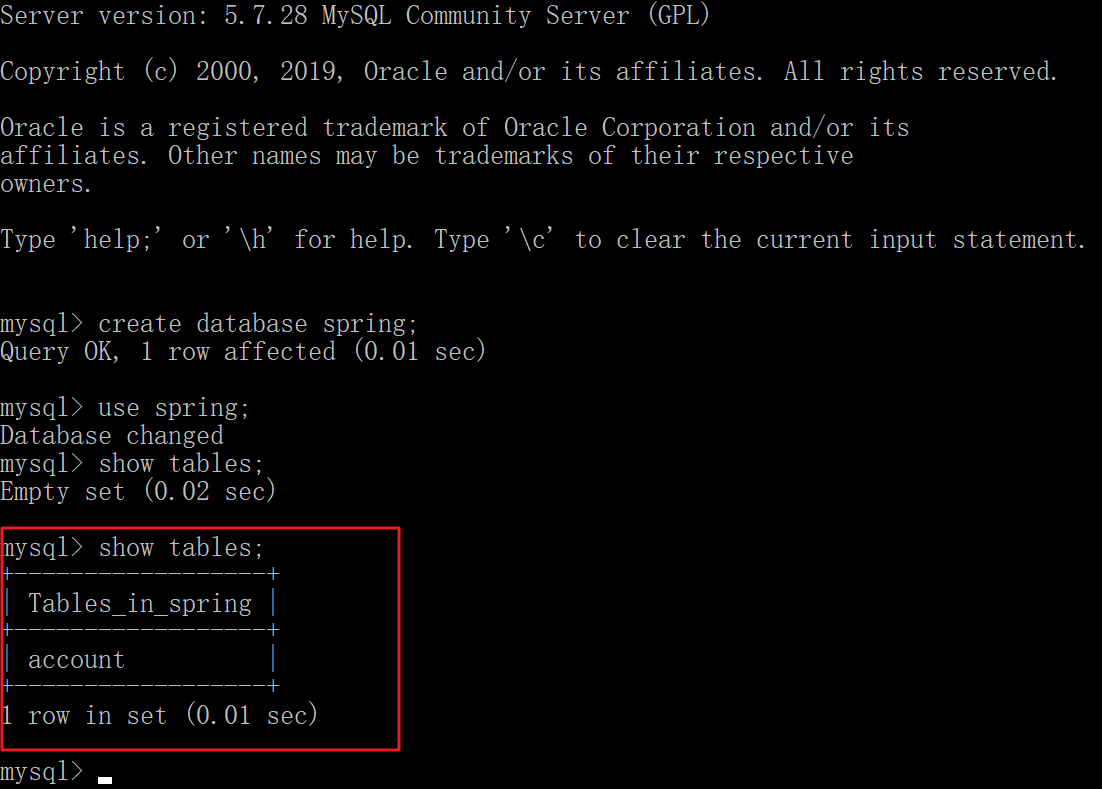 Server version: 5.7.28 MySQL Community Server (GPL)
Copyright (c) 2000, 2019, Oracle and/or its affiliates. All rights reserved.
Oracle is a registered trademark of Oracle Corporation and/or its
affiliates. Other names may be trademarks of their respective
owners.
Type 'help;' or '\h' for help. Type '\c' to clear the current input statement.
mysql> create database spring;
Query OK, 1 row affected (0.01 sec)
mysql> use spring;
Database changed
mysql> show tables;
Empty set (0.02 sec)
mysql> show tables;
+------------------+
| Tables_in_spring |
+------------------+
| account          |
+------------------+
1 row in set (0.01 sec)
mysql>